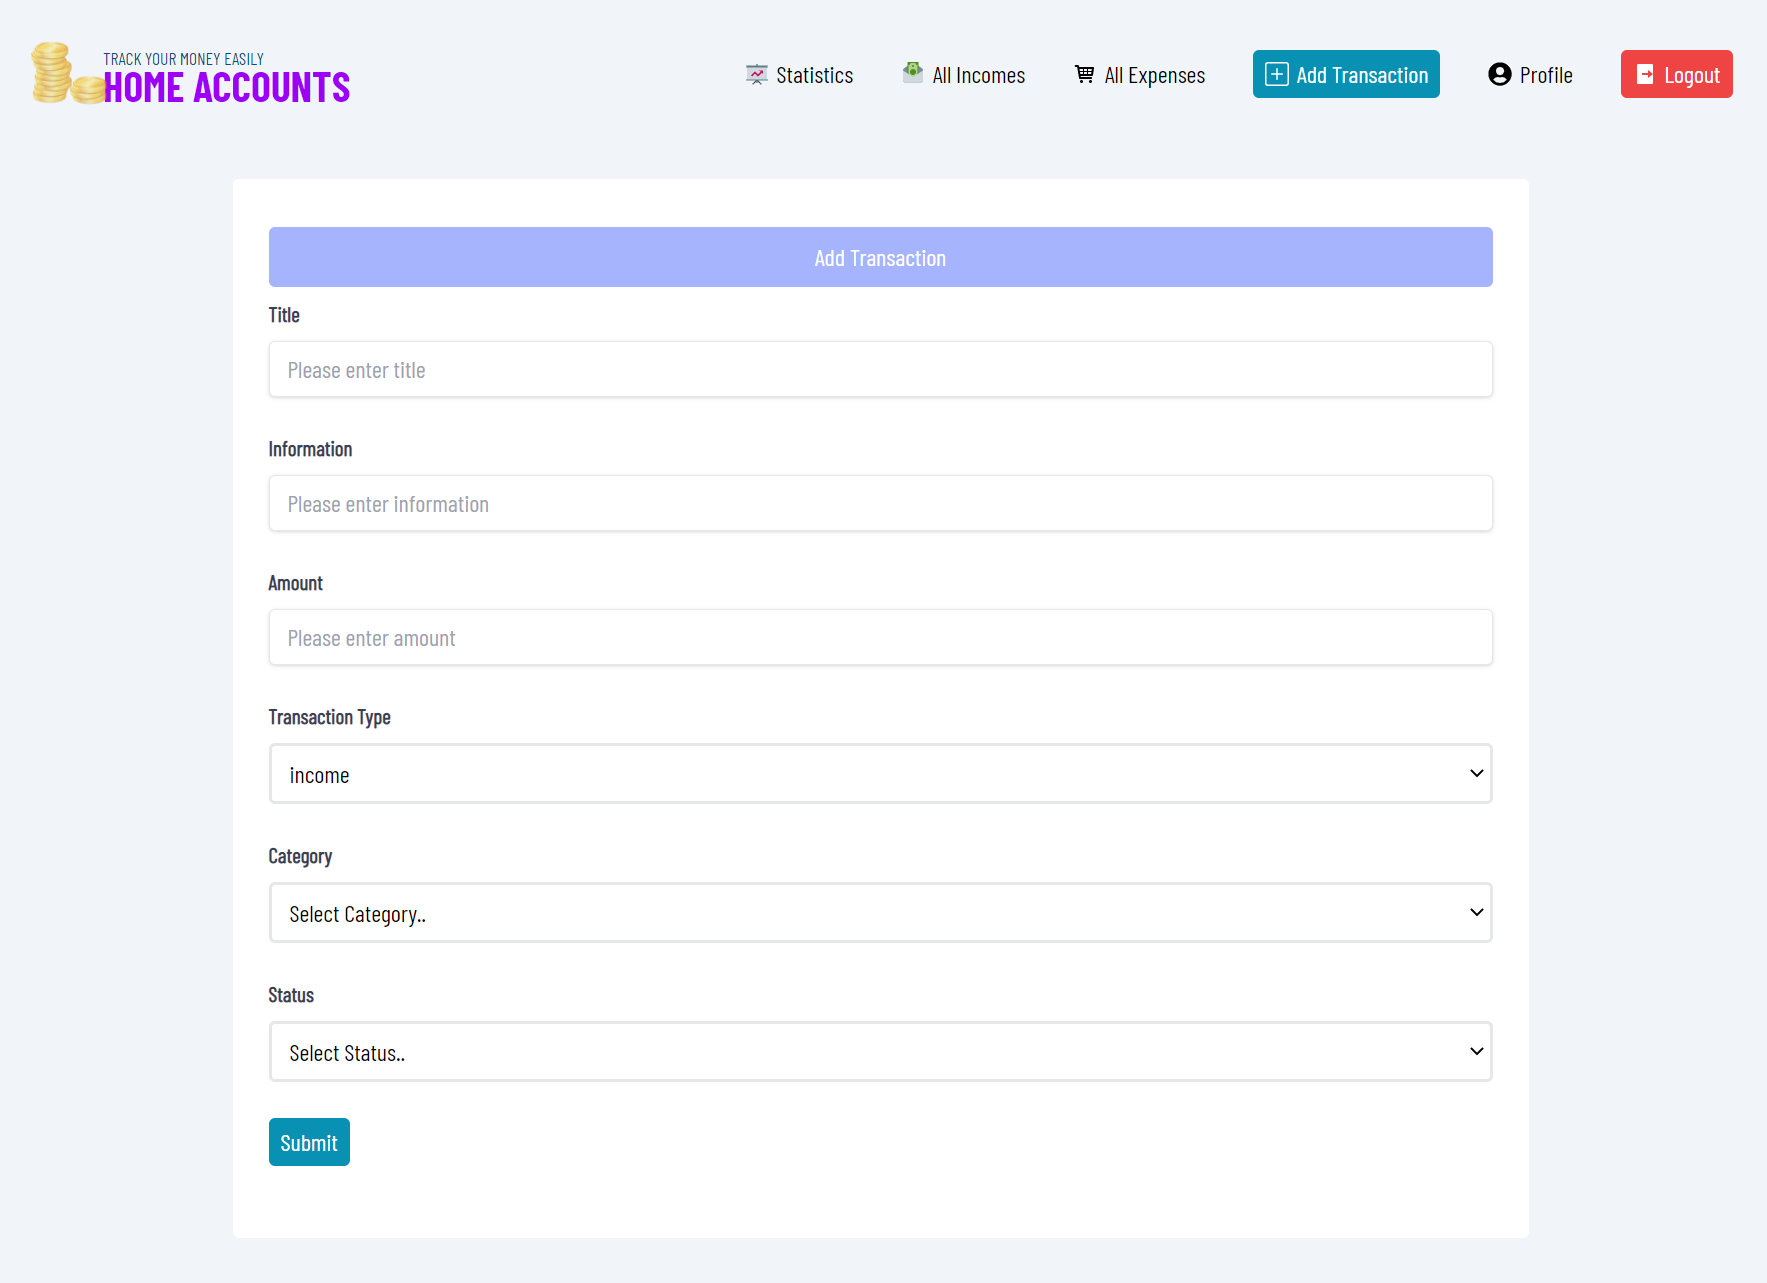 TRACK YOUR MONEY EASILY
HOME ACCOUNTS
Statistics
All Incomes
All Expenses
Add Transaction
Profile
Logout
Add Transaction
Title
Please enter title
Information
Please enter information
Amount
Please enter amount
Transaction Type
income
Category
Select Category..
Status
Select Status..
Submit